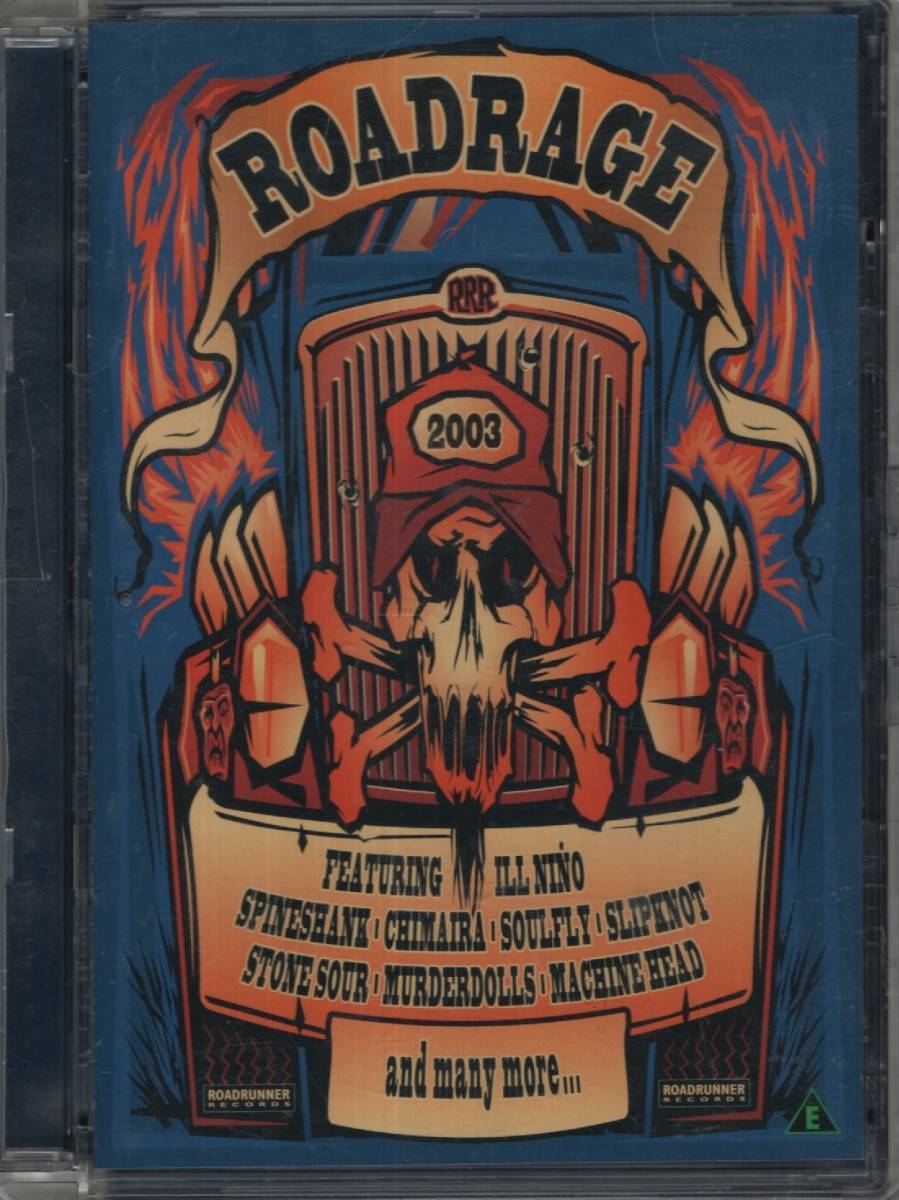 ROADRAGE
RRR
2003
FEATURING ILL NIÑO
SPINESHANK ' CHIMAIRA ' SOULFLY ' SLIPKNOT
STONE SOUR ' MURDERDOLLS ' MACHINE HEAD
and many more...
ROADRUNNER
RECORDS
ROADRUNNER
RECORDS
E